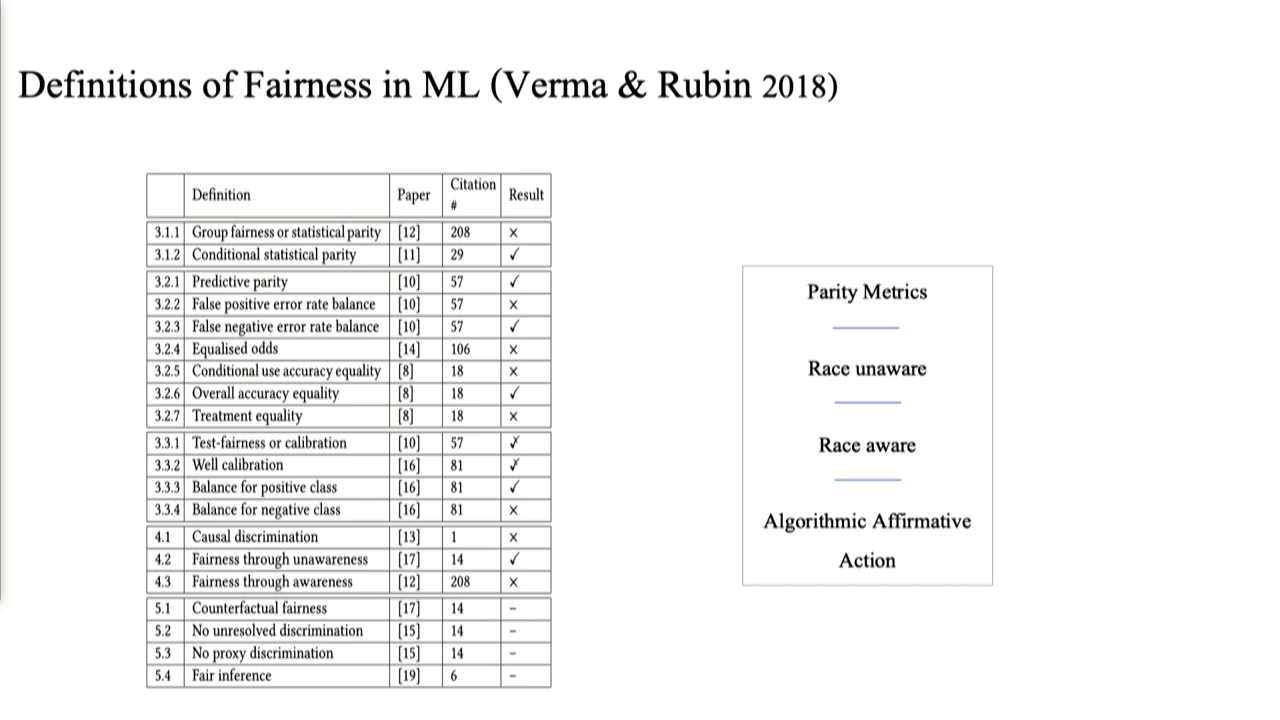 Definitions of Fairness in ML (Verma & Rubin 2018)
Definition Paper Citation # Result
3.1.1 Group fairness or statistical parity [12] 208 ×
3.1.2 Conditional statistical parity [11] 29 ✓
3.2.1 Predictive parity [10] 57 ✓
3.2.2 False positive error rate balance [10] 57 ×
3.2.3 False negative error rate balance [10] 57 ✓
3.2.4 Equalised odds [14] 106 ×
3.2.5 Conditional use accuracy equality [8] 18 ×
3.2.6 Overall accuracy equality [8] 18 ✓
3.2.7 Treatment equality [8] 18 ×
3.3.1 Test-fairness or calibration [10] 57 ✗
3.3.2 Well calibration [16] 81 ✗
3.3.3 Balance for positive class [16] 81 ✓
3.3.4 Balance for negative class [16] 81 ×
4.1 Causal discrimination [13] 1 ×
4.2 Fairness through unawareness [17] 14 ✓
4.3 Fairness through awareness [12] 208 ×
5.1 Counterfactual fairness [17] 14 –
5.2 No unresolved discrimination [15] 14 –
5.3 No proxy discrimination [15] 14 –
5.4 Fair inference [19] 6 –
Parity Metrics
Race unaware
Race aware
Algorithmic Affirmative
Action